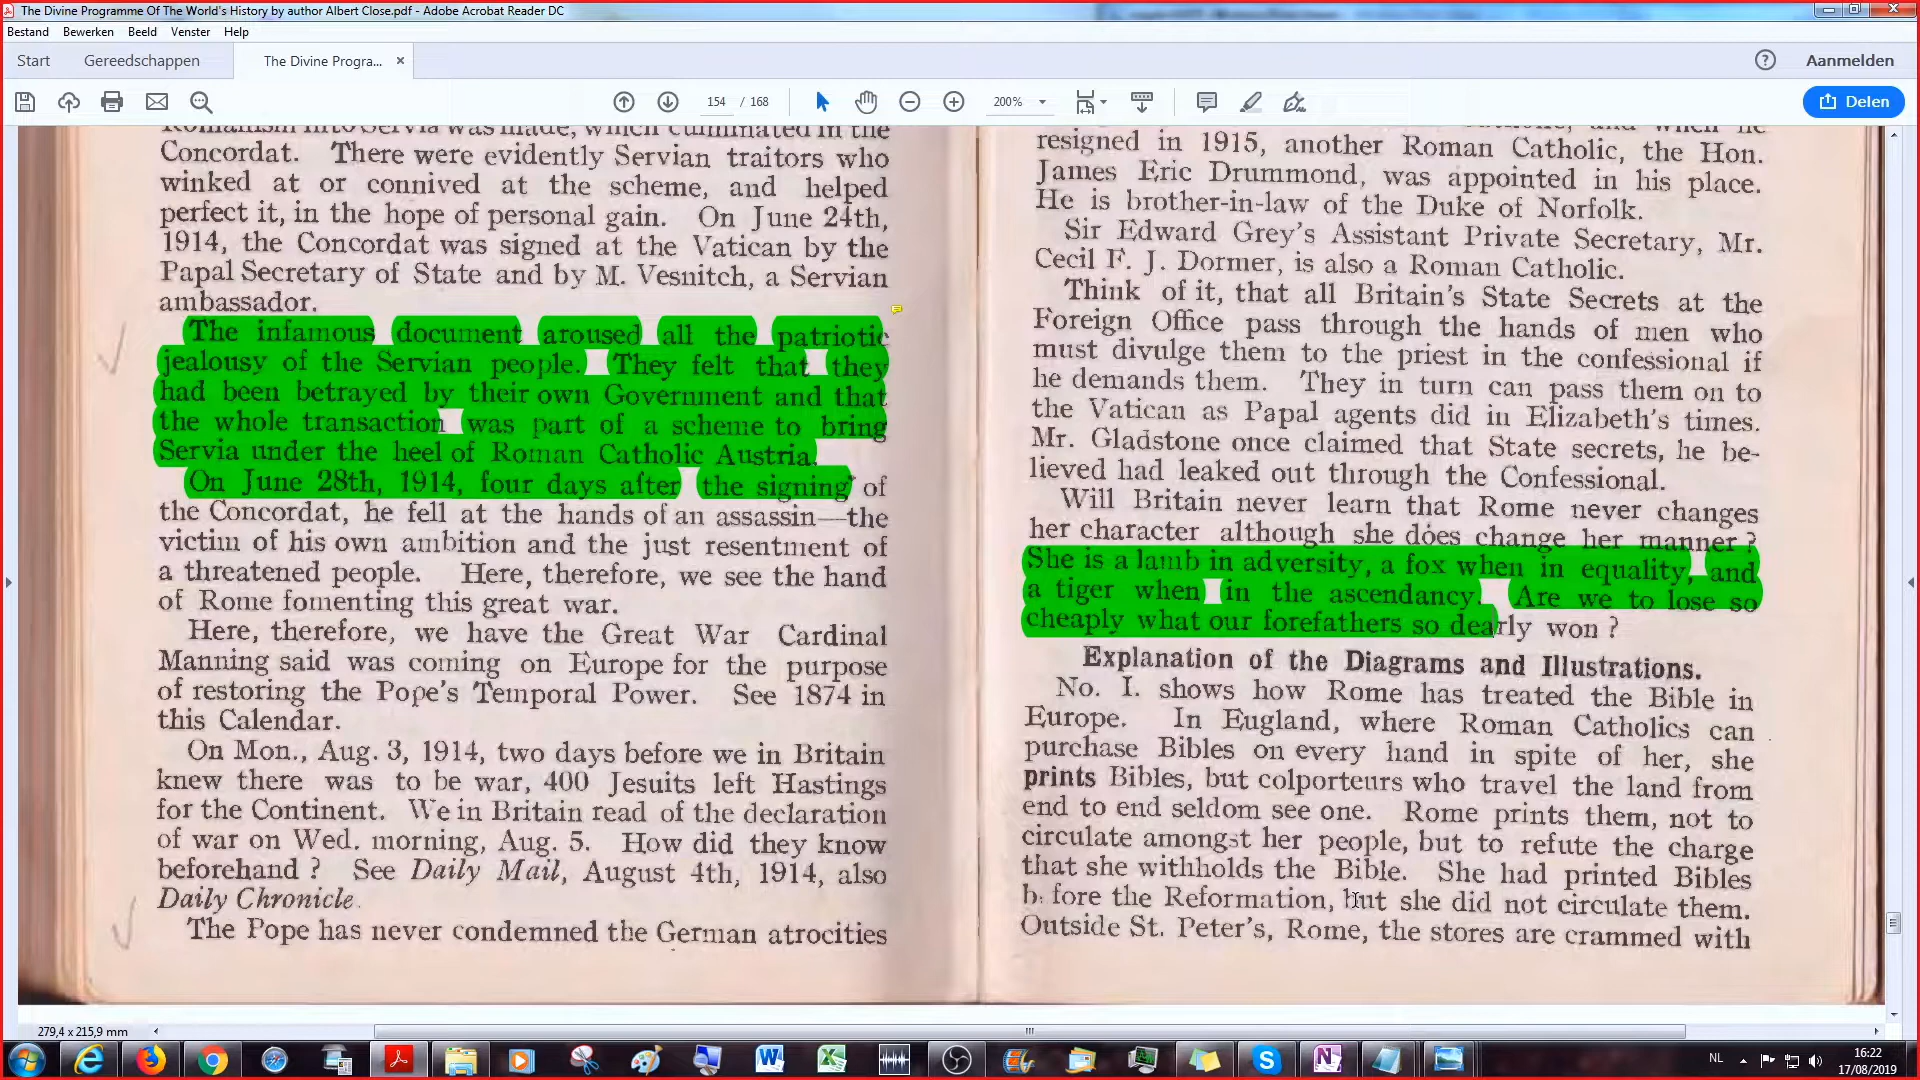 The Divine Programme Of The World's History by author Albert Close.pdf - Adobe Acrobat Reader DC
Bestand Bewerken Beeld Venster Help
Start Gereedschappen The Divine Progra... Aanmelden
154 / 168 200% Delen
Romanism into Servia was made, which culminated in the
Concordat. There were evidently Servian traitors who
winked at or connived at the scheme, and helped
perfect it, in the hope of personal gain. On June 24th,
1914, the Concordat was signed at the Vatican by the
Papal Secretary of State and by M. Vesnitch, a Servian
ambassador.
The infamous document aroused all the patriotic
jealousy of the Servian people. They felt that they
had been betrayed by their own Government and that
the whole transaction was part of a scheme to bring
Servia under the heel of Roman Catholic Austria.
On June 28th, 1914, four days after the signing of
the Concordat, he fell at the hands of an assassin—the
victim of his own ambition and the just resentment of
a threatened people. Here, therefore, we see the hand
of Rome fomenting this great war.
Here, therefore, we have the Great War Cardinal
Manning said was coming on Europe for the purpose
of restoring the Pope's Temporal Power. See 1874 in
this Calendar.
On Mon., Aug. 3, 1914, two days before we in Britain
knew there was to be war, 400 Jesuits left Hastings
for the Continent. We in Britain read of the declaration
of war on Wed. morning, Aug. 5. How did they know
beforehand ? See Daily Mail, August 4th, 1914, also
Daily Chronicle.
The Pope has never condemned the German atrocities
and when he
resigned in 1915, another Roman Catholic, the Hon.
James Eric Drummond, was appointed in his place.
He is brother-in-law of the Duke of Norfolk.
Sir Edward Grey's Assistant Private Secretary, Mr.
Cecil F. J. Dormer, is also a Roman Catholic.
Think of it, that all Britain's State Secrets at the
Foreign Office pass through the hands of men who
must divulge them to the priest in the confessional if
he demands them. They in turn can pass them on to
the Vatican as Papal agents did in Elizabeth's times.
Mr. Gladstone once claimed that State secrets, he be-
lieved had leaked out through the Confessional.
Will Britain never learn that Rome never changes
her character although she does change her manner ?
She is a lamb in adversity, a fox when in equality, and
a tiger when in the ascendancy. Are we to lose so
cheaply what our forefathers so dearly won ?
Explanation of the Diagrams and Illustrations.
No. I. shows how Rome has treated the Bible in
Europe. In England, where Roman Catholics can
purchase Bibles on every hand in spite of her, she
prints Bibles, but colporteurs who travel the land from
end to end seldom see one. Rome prints them, not to
circulate amongst her people, but to refute the charge
that she withholds the Bible. She had printed Bibles
b. fore the Reformation, but she did not circulate them.
Outside St. Peter's, Rome, the stores are crammed with
279,4 x 215,9 mm
NL 16:22
17/08/2019